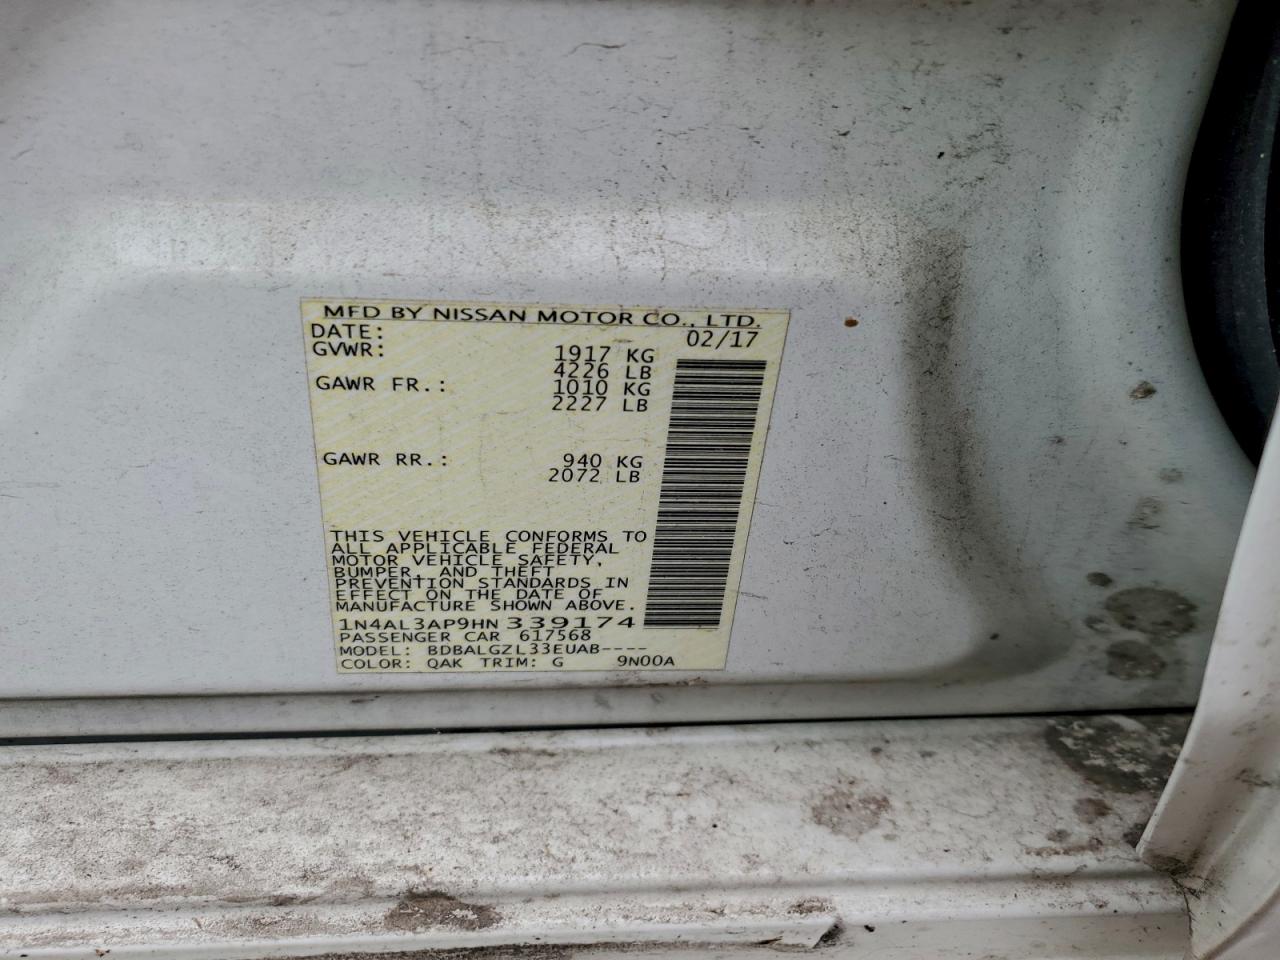 MFD BY NISSAN MOTOR CO., LTD.
DATE: 02/17
GVWR: 1917 KG
4226 LB
GAWR FR.: 1010 KG
2227 LB
GAWR RR.: 940 KG
2072 LB
THIS VEHICLE CONFORMS TO
ALL APPLICABLE FEDERAL
MOTOR VEHICLE SAFETY,
BUMPER, AND THEFT
PREVENTION STANDARDS IN
EFFECT ON THE DATE OF
MANUFACTURE SHOWN ABOVE.
1N4AL3AP9HN339174
PASSENGER CAR 617568
MODEL: BDBALGZL33EUAB----
COLOR: QAK TRIM: G 9N00A